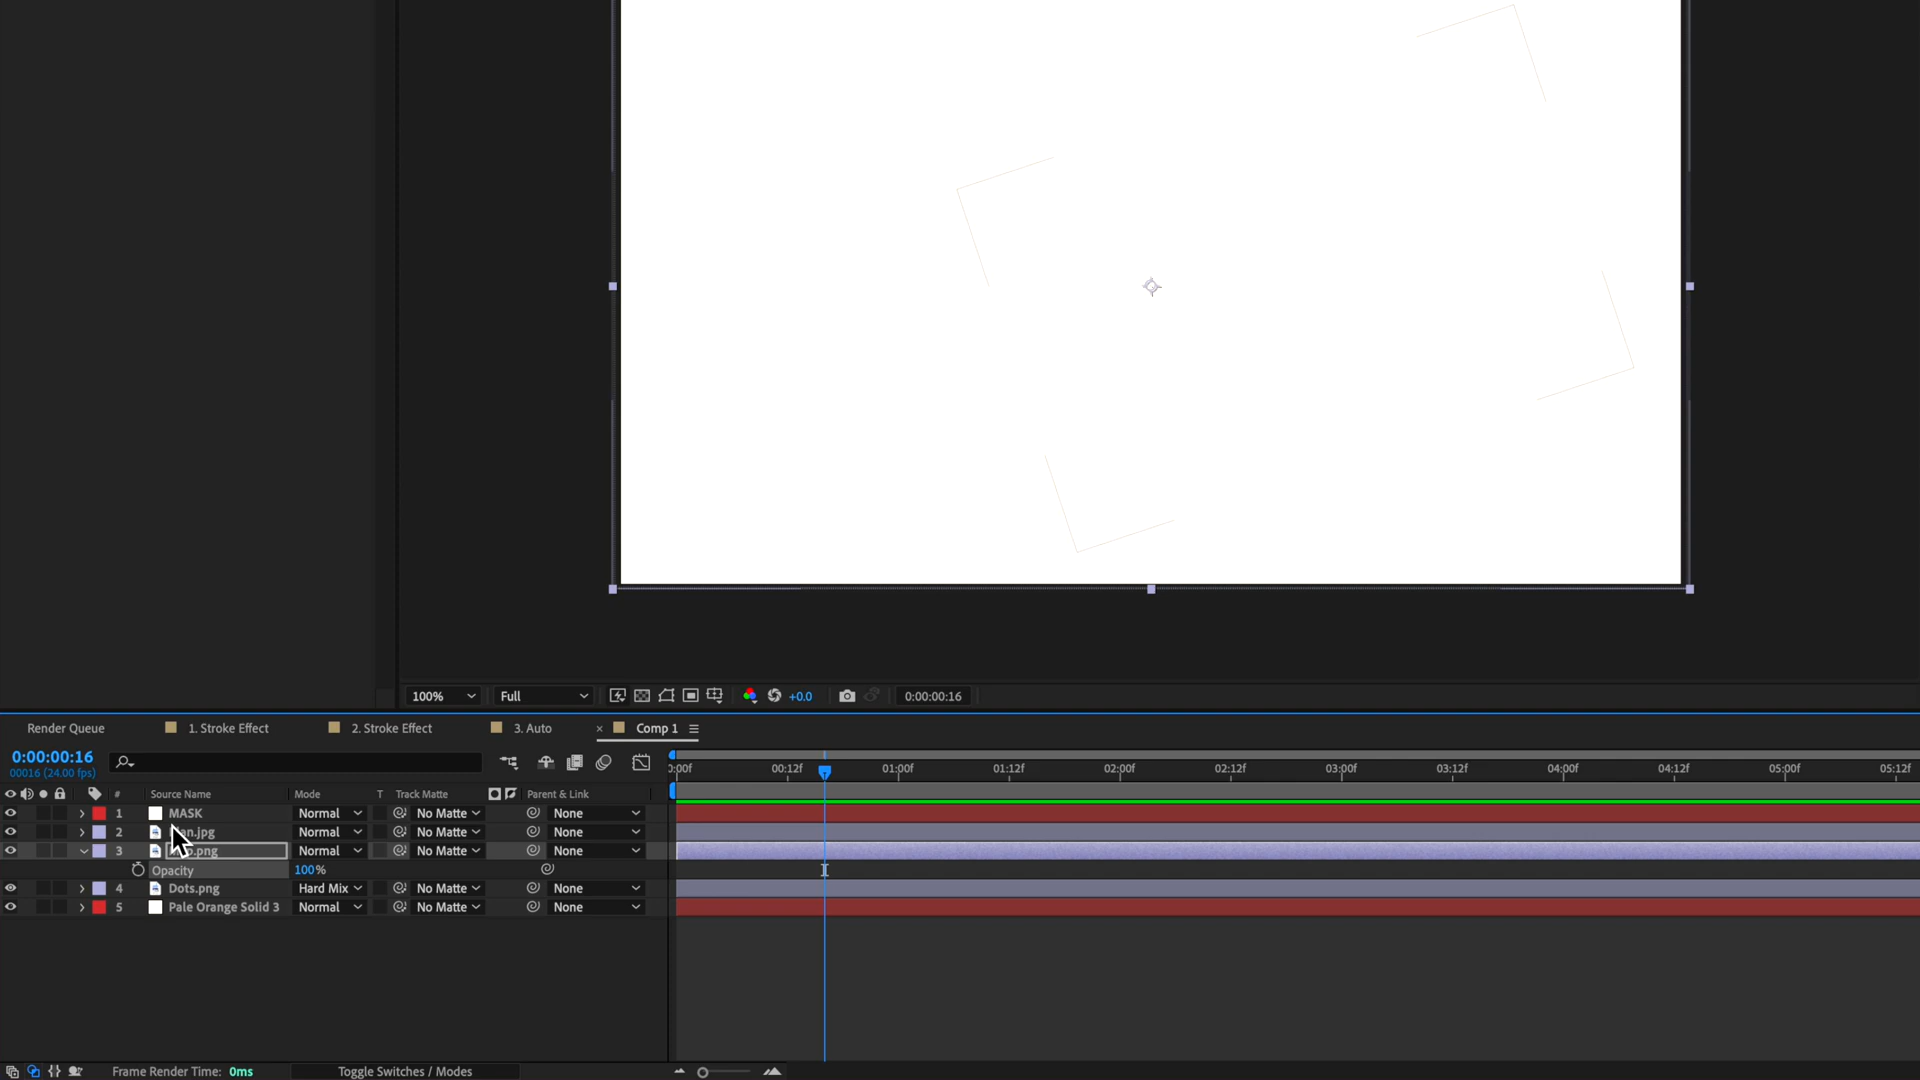 100% Full +0.0 0:00:00:16
Render Queue 1. Stroke Effect 2. Stroke Effect 3. Auto × Comp 1
0:00:00:16
00016 (24.00 fps)
0:00f 00:12f 01:00f 01:12f 02:00f 02:12f 03:00f 03:12f 04:00f 04:12f 05:00f 05:12f
# Source Name Mode T Track Matte Parent & Link
1 MASK Normal No Matte None
2 Normal No Matte None
3 Normal No Matte None
Opacity 100%
4 Dots.png Hard Mix No Matte None
5 Pale Orange Solid 3 Normal No Matte None
Frame Render Time: 0ms Toggle Switches / Modes